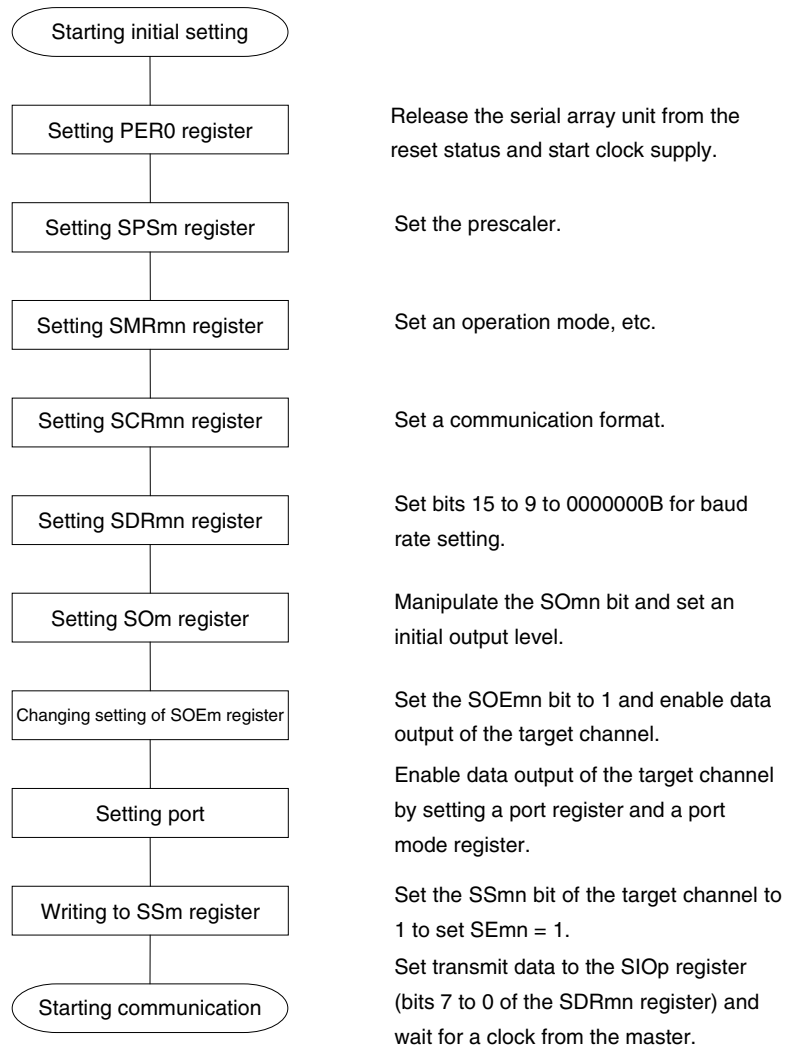 Starting initial setting
Setting PER0 register
Release the serial array unit from the
reset status and start clock supply.
Setting SPSm register
Set the prescaler.
Setting SMRmn register
Set an operation mode, etc.
Setting SCRmn register
Set a communication format.
Setting SDRmn register
Set bits 15 to 9 to 0000000B for baud
rate setting.
Setting SOm register
Manipulate the SOmn bit and set an
initial output level.
Changing setting of SOEm register
Set the SOEmn bit to 1 and enable data
output of the target channel.
Setting port
Enable data output of the target channel
by setting a port register and a port
mode register.
Writing to SSm register
Set the SSmn bit of the target channel to
1 to set SEmn = 1.
Starting communication
Set transmit data to the SIOp register
(bits 7 to 0 of the SDRmn register) and
wait for a clock from the master.